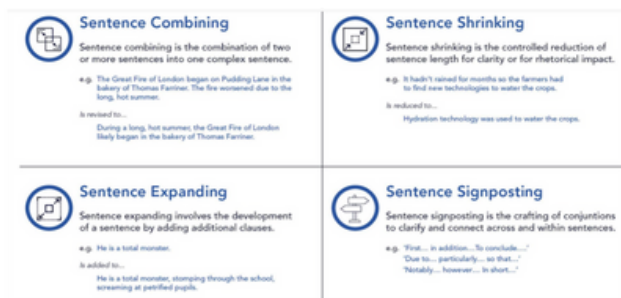 Sentence Combining
Sentence combining is the combination of two
or more sentences into one complex sentence.
e.g. The Great Fire of London began on Pudding Lane in the
bakery of Thomas Farriner. The fire worsened due to the
long, hot summer.
Is revised to...
During a long, hot summer, the Great Fire of London
likely began in the bakery of Thomas Farriner.
Sentence Shrinking
Sentence shrinking is the controlled reduction of
sentence length for clarity or for rhetorical impact.
e.g. It hadn't rained for months so the farmers had
to find new technologies to water the crops.
Is reduced to...
Hydration technology was used to water the crops.
Sentence Expanding
Sentence expanding involves the development
of a sentence by adding additional clauses.
e.g. He is a total monster.
Is added to...
He is a total monster, stomping through the school,
screaming at petrified pupils.
Sentence Signposting
Sentence signposting is the crafting of conjuntions
to clarify and connect across and within sentences.
e.g. 'First... in addition...To conclude....'
'Due to... particularly... so that...'
'Notably... however... In short...'